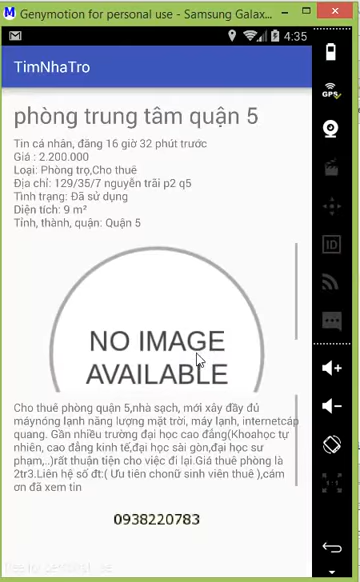 Genymotion for personal use - Samsung Galax...
4:35
TimNhaTro
phòng trung tâm quận 5
Tin cá nhân, đăng 16 giờ 32 phút trước
Giá : 2.200.000
Loại: Phòng trọ,Cho thuê
Địa chỉ: 129/35/7 nguyễn trãi p2 q5
Tình trạng: Đã sử dụng
Diện tích: 9 m²
Tỉnh, thành, quận: Quận 5
NO IMAGE
AVAILABLE
Cho thuê phòng quận 5,nhà sạch, mới xây đầy đủ
máynóng lạnh năng lượng mặt trời, máy lạnh, internetcáp
quang. Gần nhiều trường đại học cao đẳng(Khoahọc tự
nhiên, cao đẳng kinh tế,đại học sài gòn,đại học sư
phạm,..)rất thuận tiện cho việc đi lại.Giá thuê phòng là
2tr3.Liên hệ số đt:( Ưu tiên chonữ sinh viên thuê ),cám
ơn đã xem tin
0938220783
GPS
ID
1:1